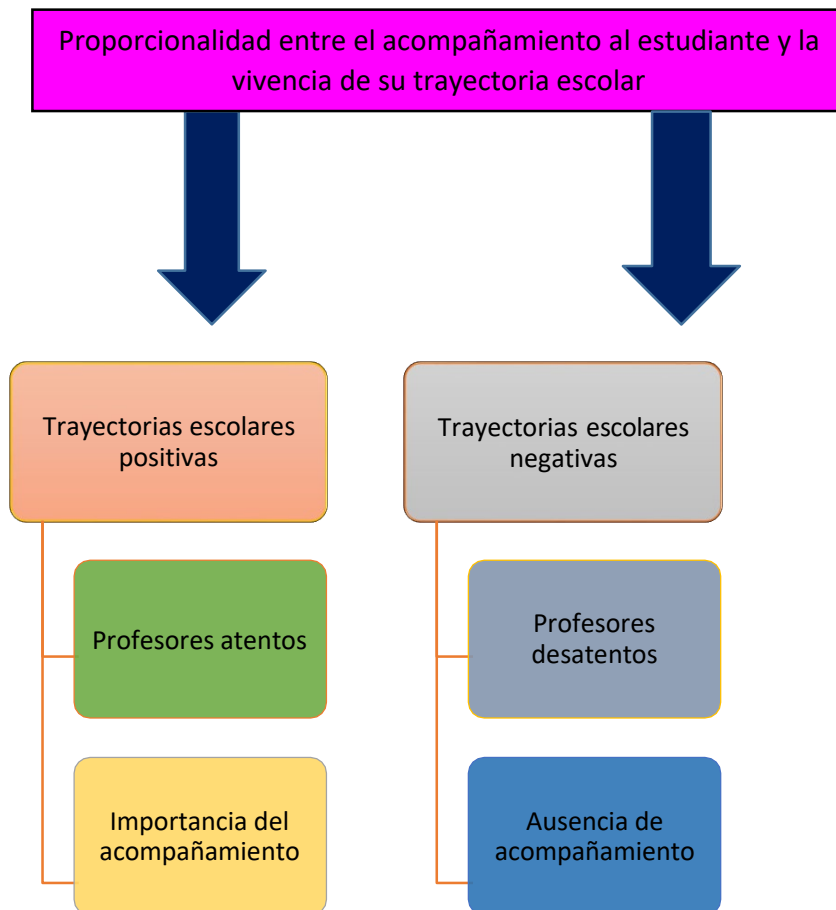 Proporcionalidad entre el acompañamiento al estudiante y la
vivencia de su trayectoria escolar
Trayectorias escolares
positivas
Profesores atentos
Importancia del
acompañamiento
Trayectorias escolares
negativas
Profesores
desatentos
Ausencia de
acompañamiento